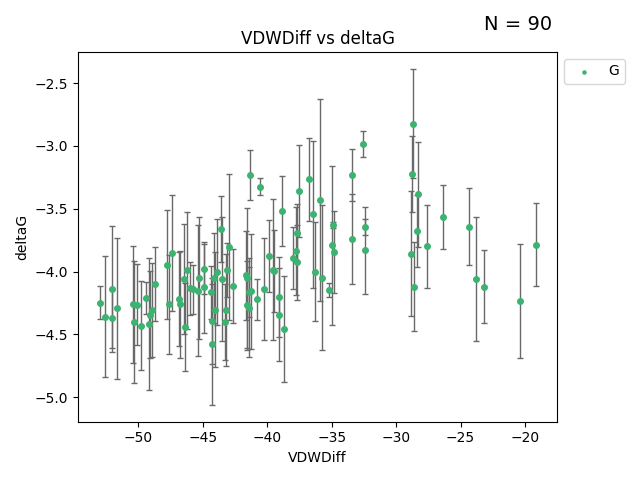 N = 90
VDWDiff vs deltaG
G
deltaG
−2.5
−3.0
−3.5
−4.0
−4.5
−5.0
−50 −45 −40 −35 −30 −25 −20
VDWDiff